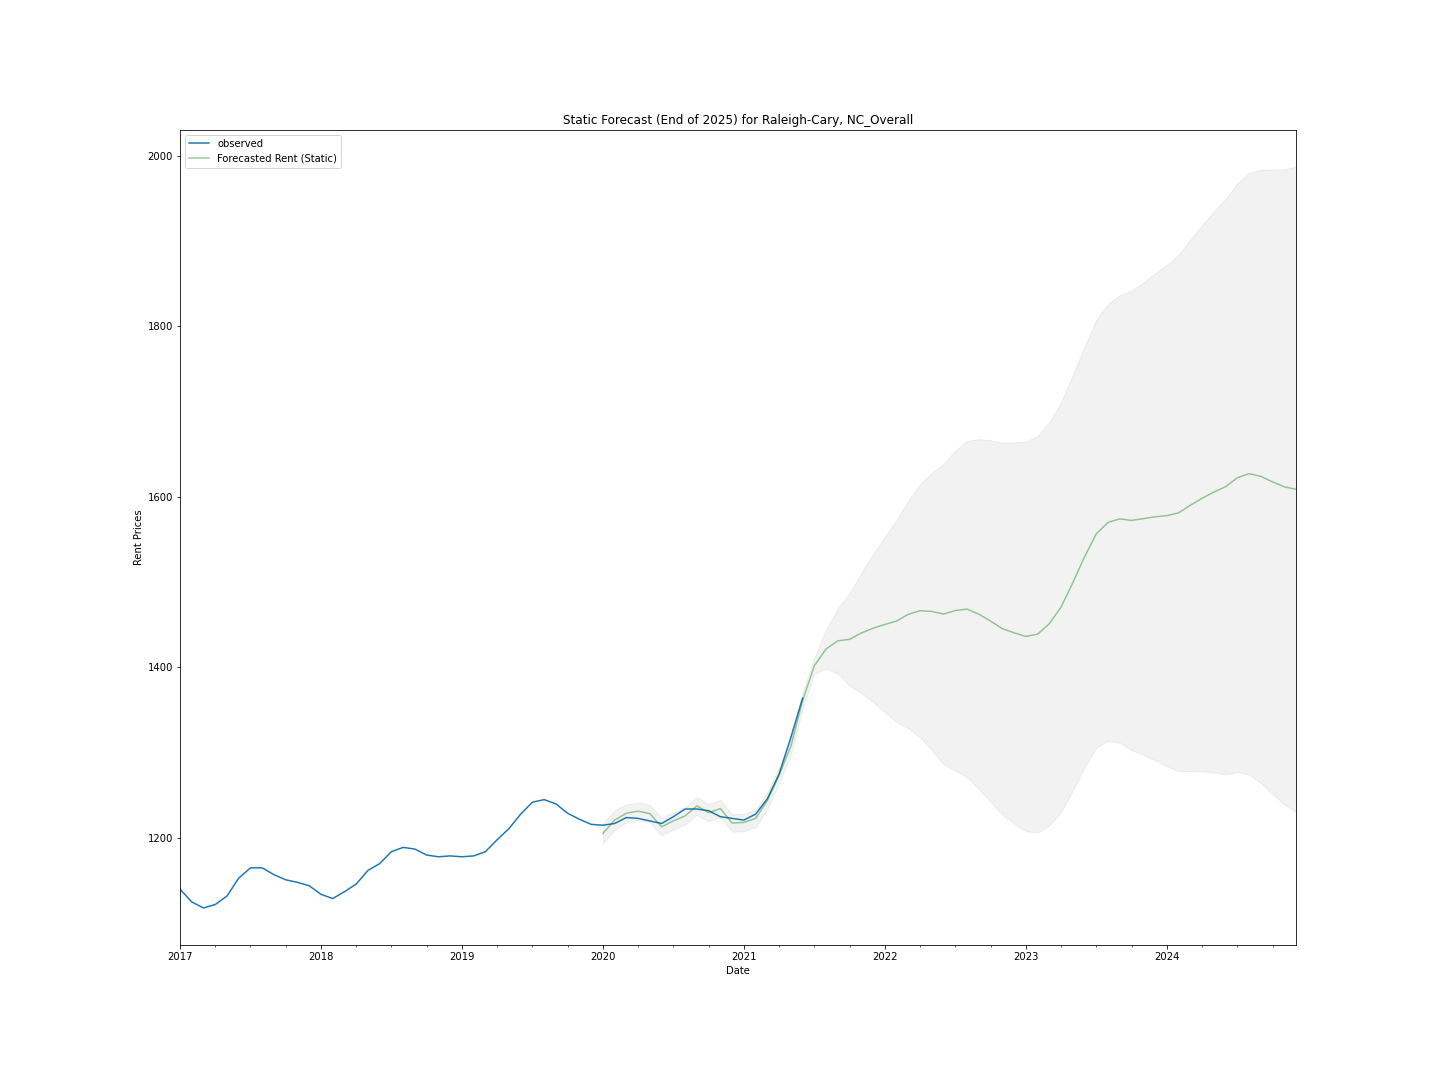 Static Forecast (End of 2025) for Raleigh-Cary, NC_Overall
observed
Forecasted Rent (Static)
2000
1800
1600
1400
1200
Rent Prices
2017 2018 2019 2020 2021 2022 2023 2024
Date